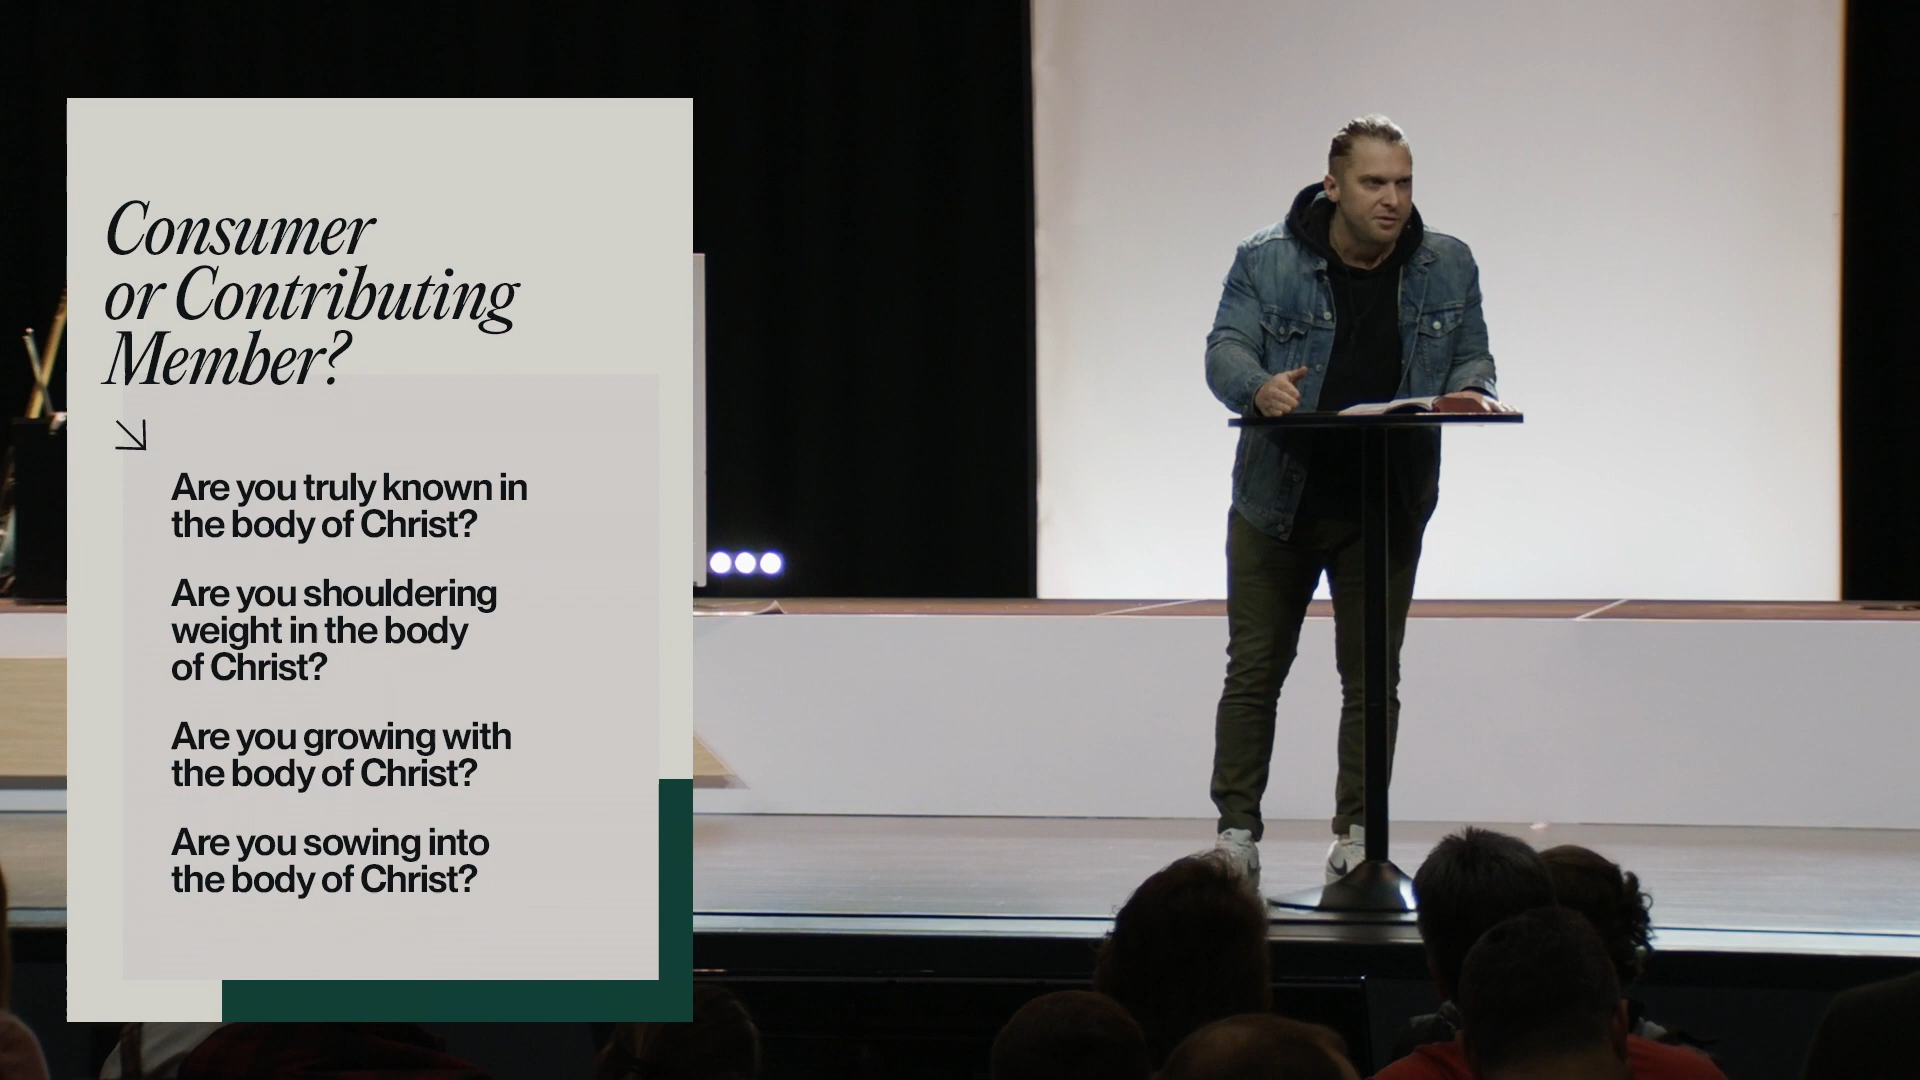 Consumer
or Contributing
Member?
Are you truly known in
the body of Christ?
Are you shouldering
weight in the body
of Christ?
Are you growing with
the body of Christ?
Are you sowing into
the body of Christ?